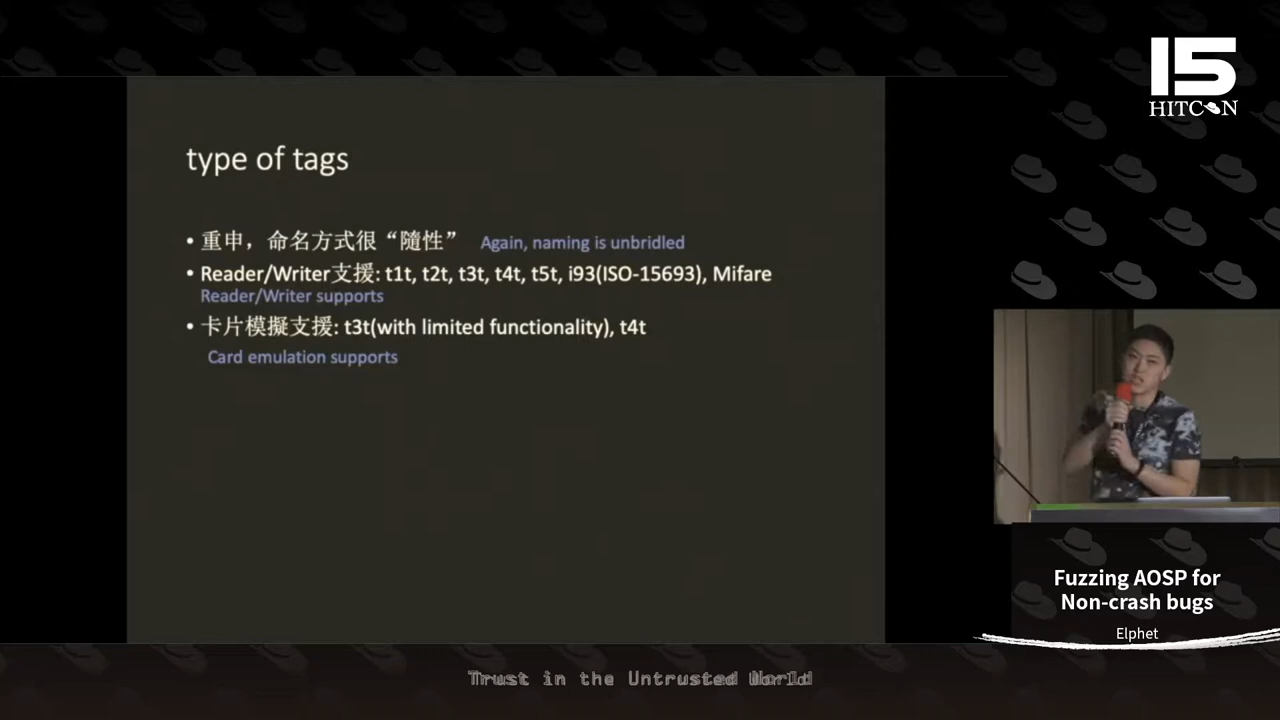 15
HITCON
type of tags
• 重申，命名方式很“隨性” Again, naming is unbridled
• Reader/Writer支援: t1t, t2t, t3t, t4t, t5t, i93(ISO-15693), Mifare
Reader/Writer supports
• 卡片模擬支援: t3t(with limited functionality), t4t
Card emulation supports
Fuzzing AOSP for
Non-crash bugs
Elphet
Trust in the Untrusted World